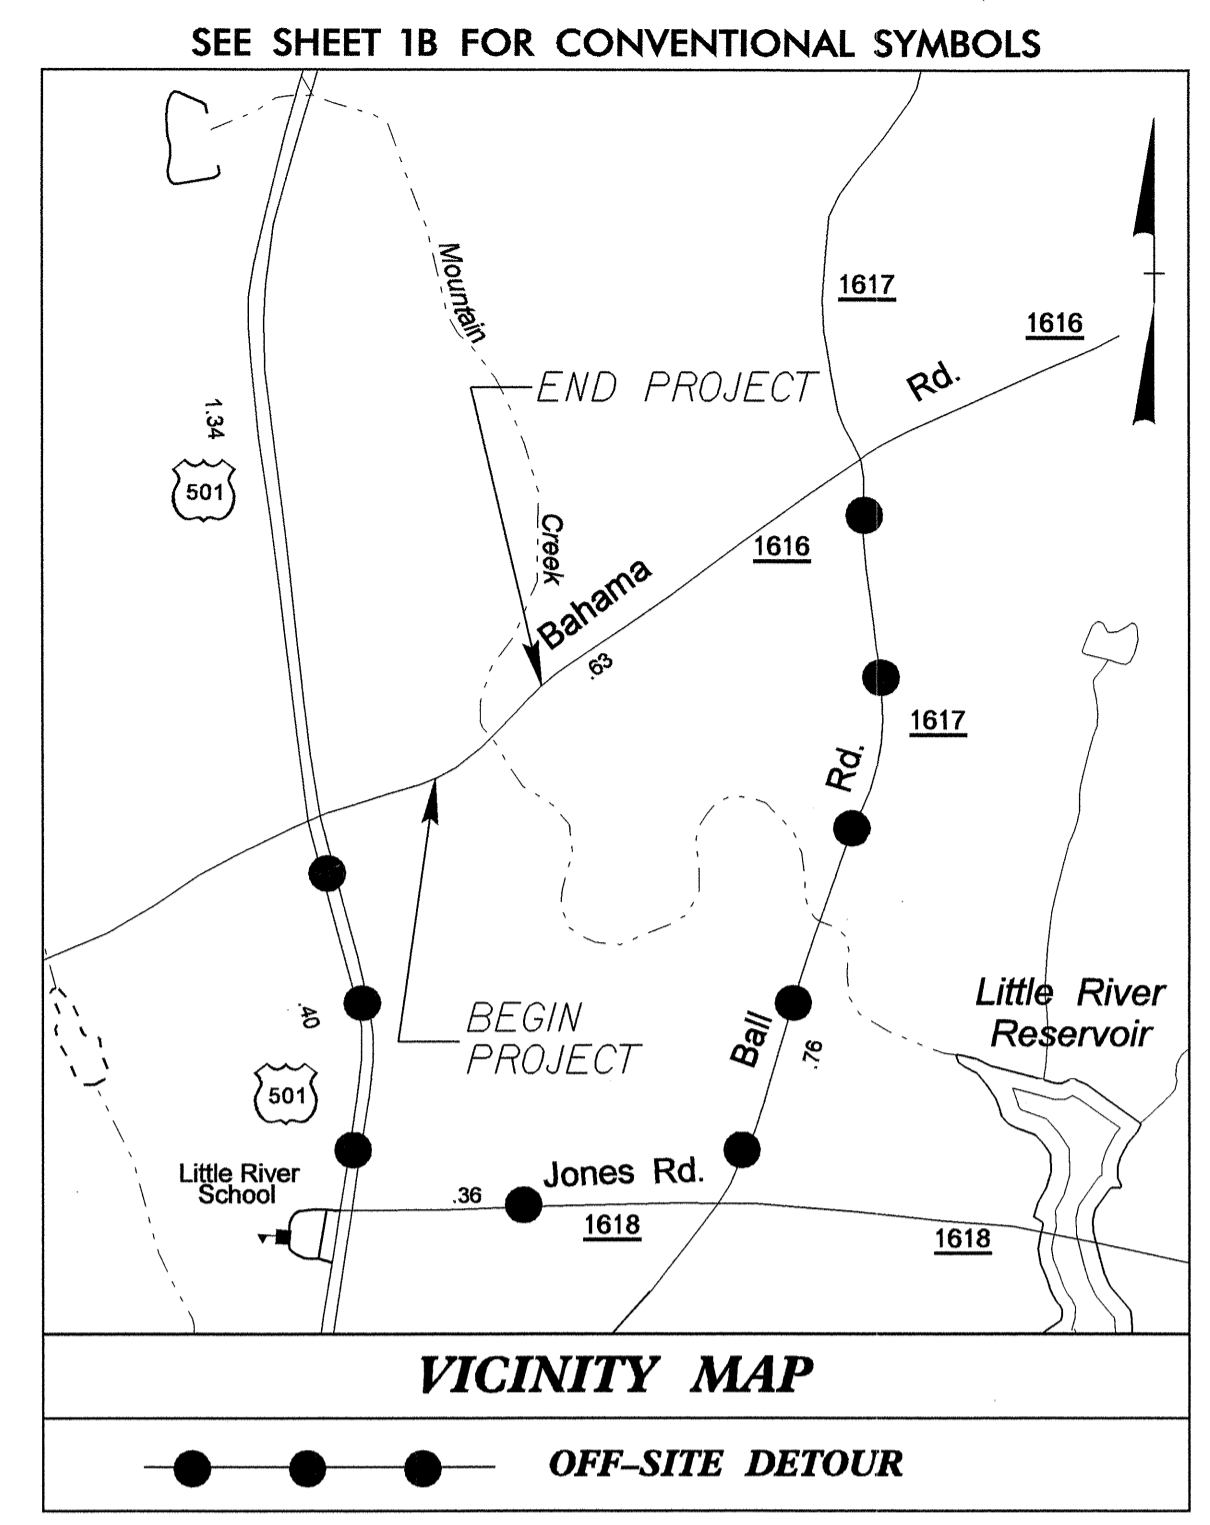 SEE SHEET 1B FOR CONVENTIONAL SYMBOLS
Mountain
1617
1616
Rd.
END PROJECT
1.34
501
Creek
1616
Bahama
.63
1617
Rd.
Little River
Reservoir
.40
BEGIN
PROJECT
Ball
.76
501
Little River
School
Jones Rd.
.36
1618
1618
VICINITY MAP
OFF-SITE DETOUR